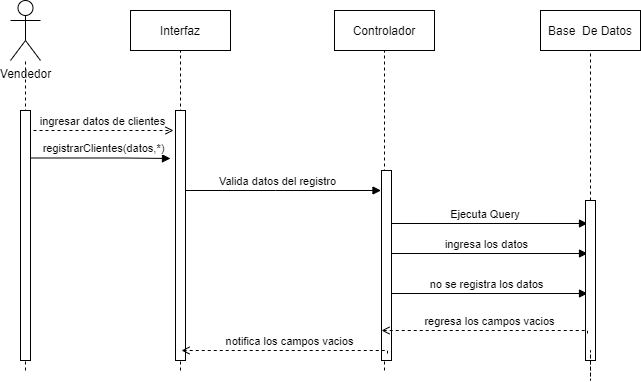 Interfaz
Controlador
Base De Datos
Vendedor
ingresar datos de clientes
registrarClientes(datos,*)
Valida datos del registro
Ejecuta Query
ingresa los datos
no se registra los datos
regresa los campos vacios
notifica los campos vacios